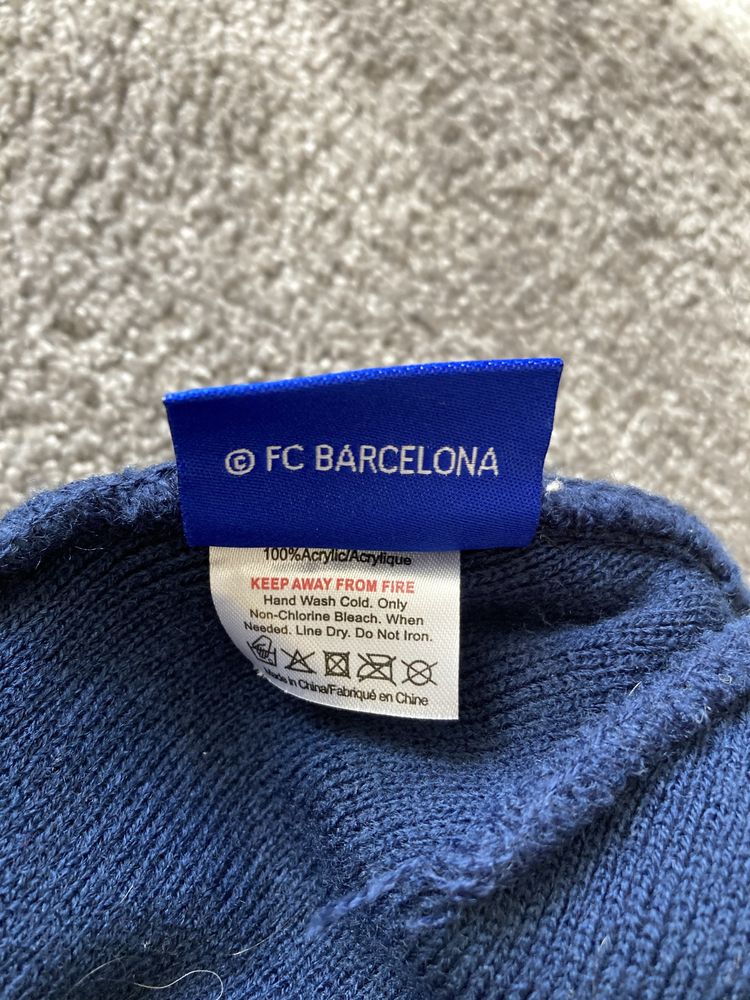 © FC BARCELONA
100%Acrylic/Acrylique
KEEP AWAY FROM FIRE
Hand Wash Cold. Only
Non-Chlorine Bleach. When
Needed. Line Dry. Do Not Iron.
Made in China/Fabriqué en Chine